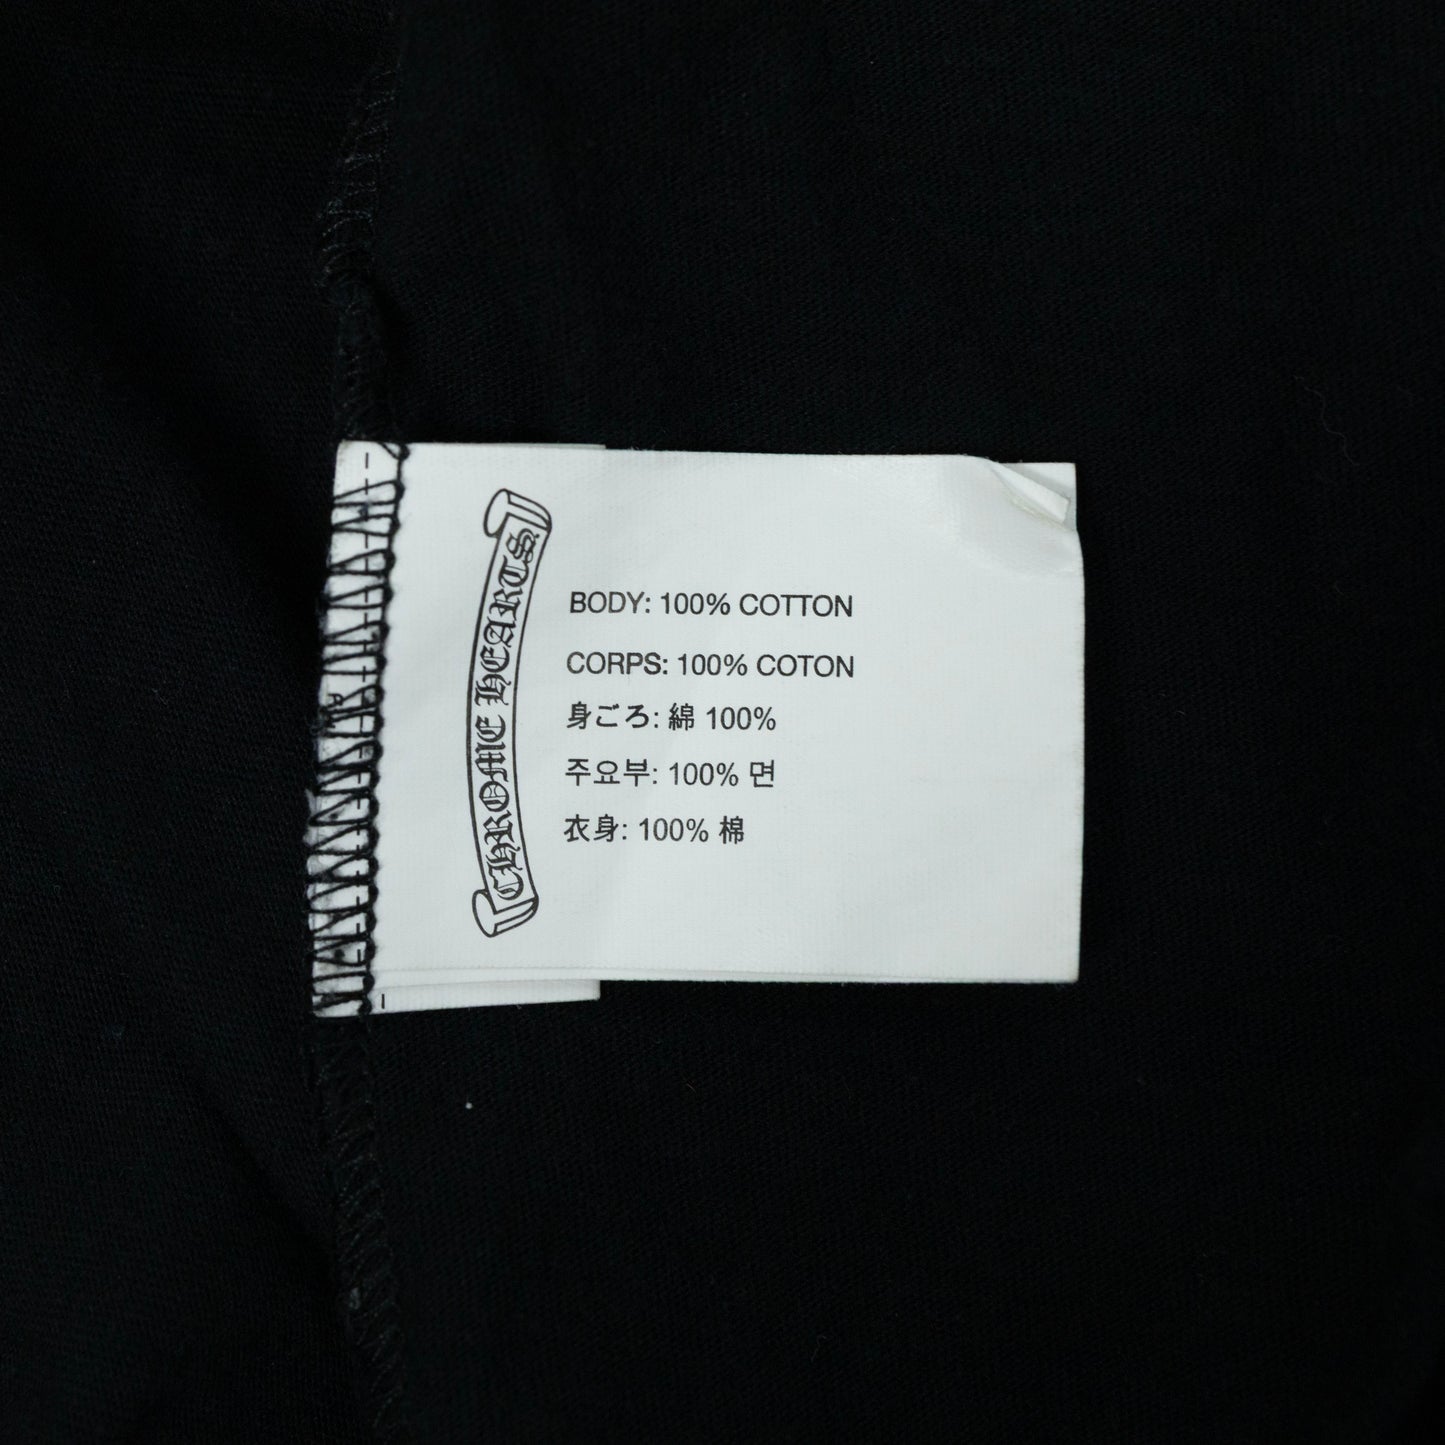 CHROME HEARTS
BODY: 100% COTTON
CORPS: 100% COTON
身ごろ: 綿 100%
주요부: 100% 면
衣身: 100% 棉